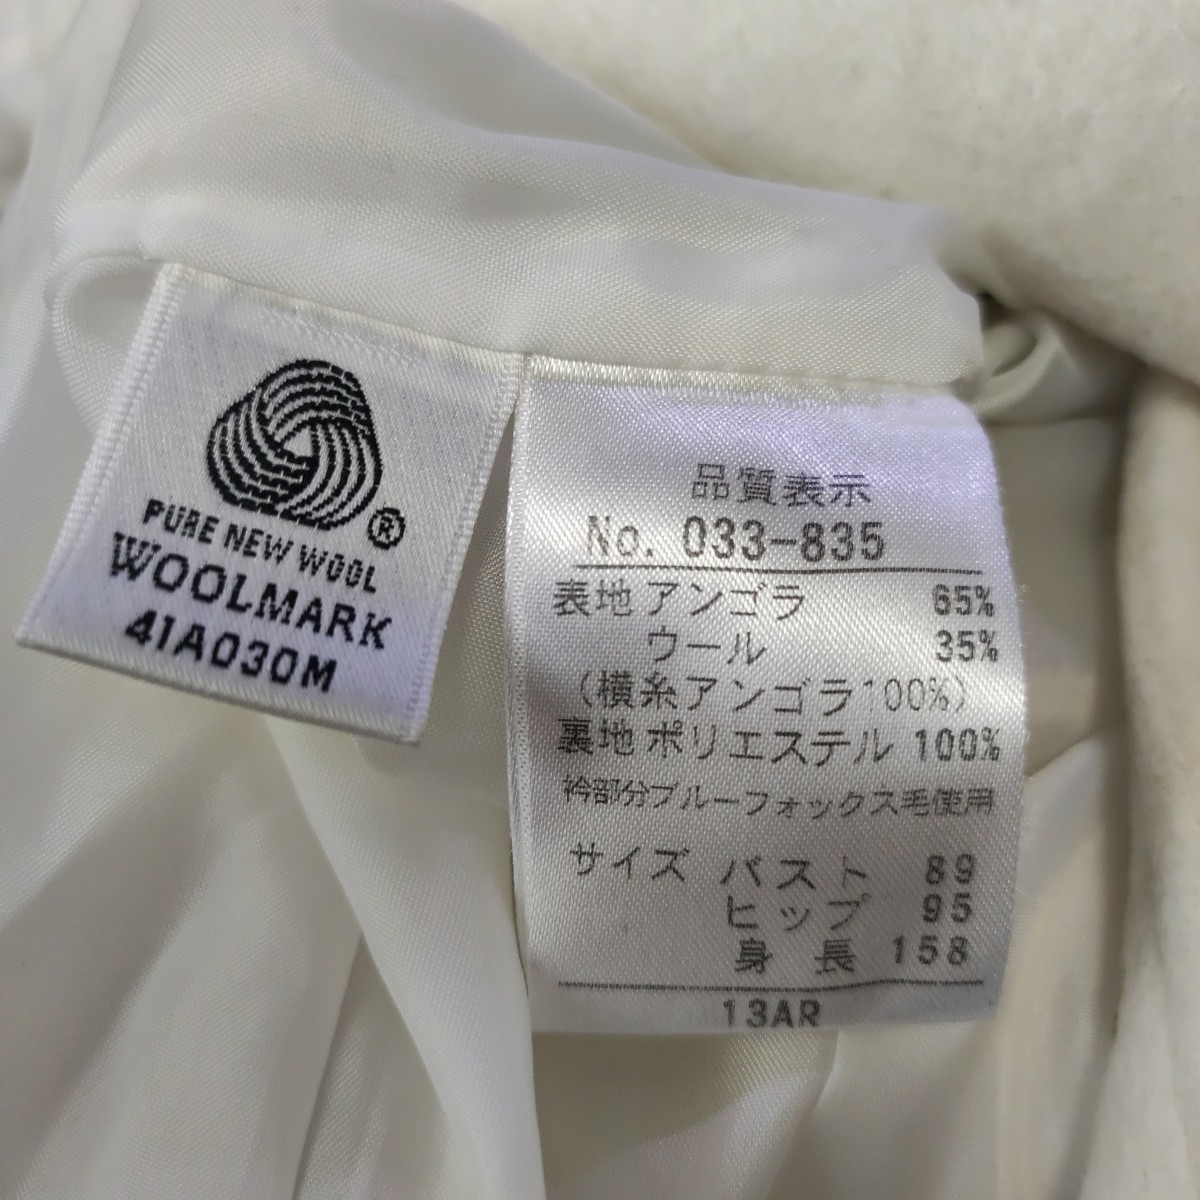 PURE NEW WOOL
WOOLMARK
41A030M
®
品質表示
No. 033-835
表地 アンゴラ 65%
ウール 35%
(横糸アンゴラ100%)
裏地 ポリエステル 100%
衿部分ブルーフォックス毛使用
サイズ バスト 89
ヒップ 95
身長 158
13AR